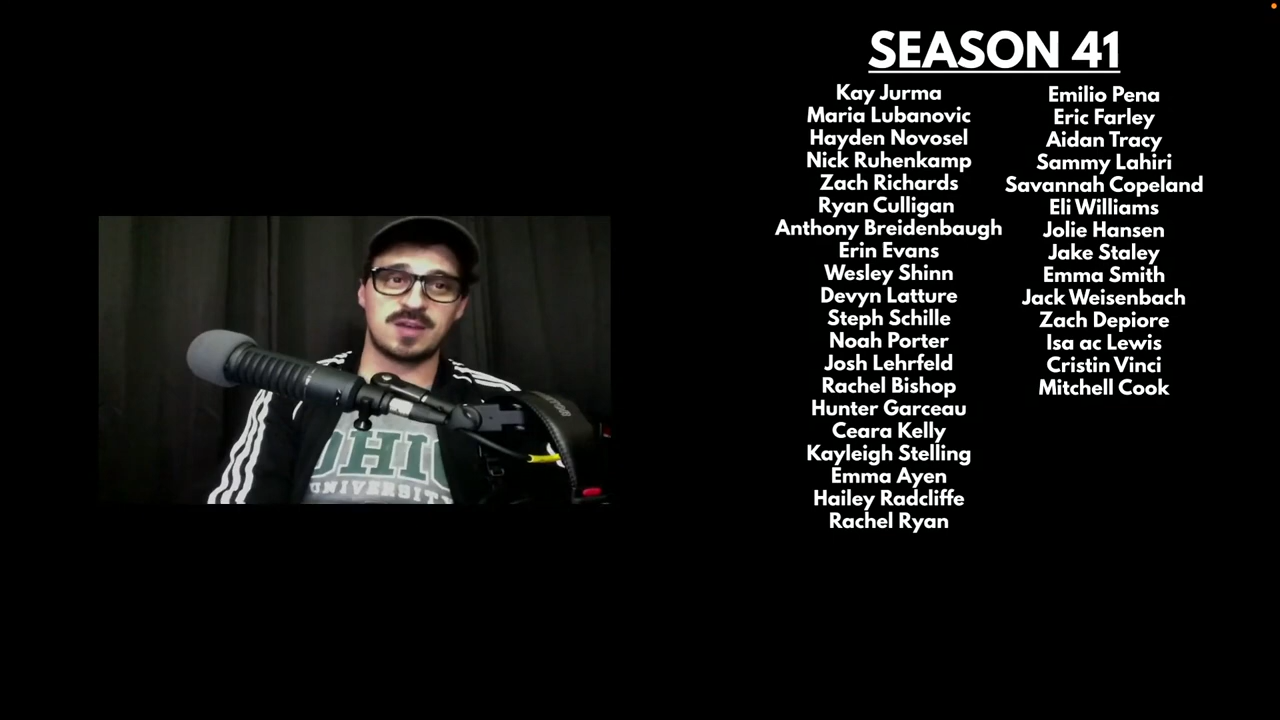 SEASON 41
Kay Jurma
Maria Lubanovic
Hayden Novosel
Nick Ruhenkamp
Zach Richards
Ryan Culligan
Anthony Breidenbaugh
Erin Evans
Wesley Shinn
Devyn Latture
Steph Schille
Noah Porter
Josh Lehrfeld
Rachel Bishop
Hunter Garceau
Ceara Kelly
Kayleigh Stelling
Emma Ayen
Hailey Radcliffe
Rachel Ryan
Emilio Pena
Eric Farley
Aidan Tracy
Sammy Lahiri
Savannah Copeland
Eli Williams
Jolie Hansen
Jake Staley
Emma Smith
Jack Weisenbach
Zach Depiore
Isa ac Lewis
Cristin Vinci
Mitchell Cook
OHIO
UNIVERSITY